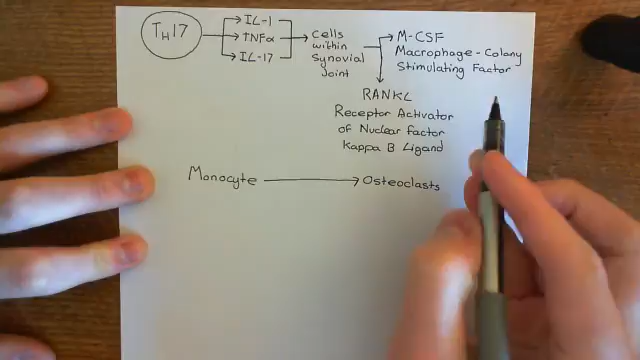 TH17
IL-1
TNFα
IL-17
Cells
within
Synovial
Joint
M-CSF
Macrophage-Colony
Stimulating Factor
RANKL
Receptor Activator
of Nuclear factor
Kappa B Ligand
Monocyte
Osteoclasts